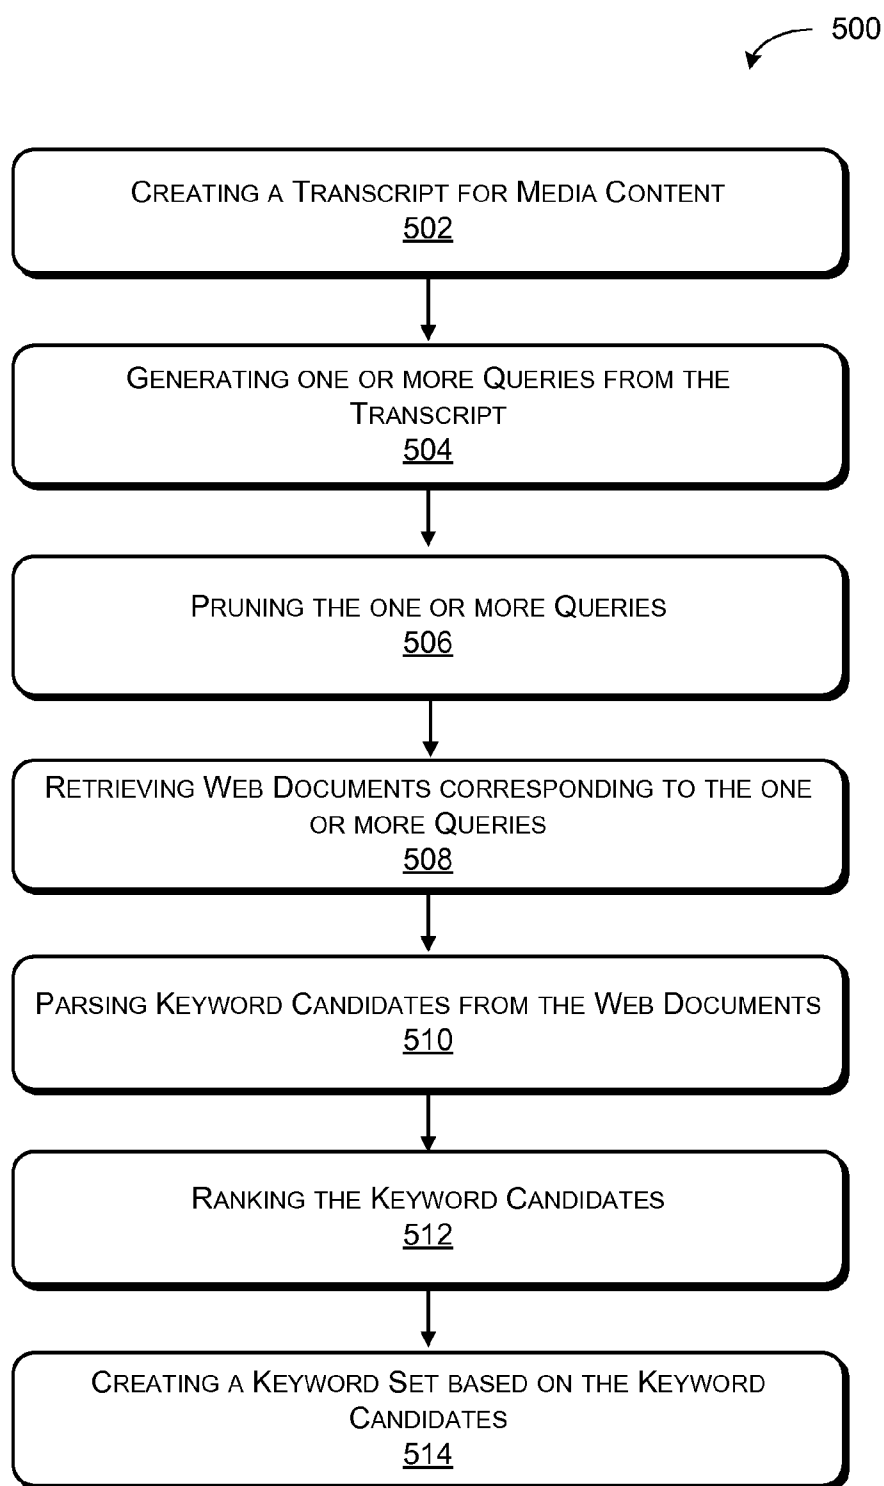 500
CREATING A TRANSCRIPT FOR MEDIA CONTENT
502
GENERATING ONE OR MORE QUERIES FROM THE
TRANSCRIPT
504
PRUNING THE ONE OR MORE QUERIES
506
RETRIEVING WEB DOCUMENTS CORRESPONDING TO THE ONE
OR MORE QUERIES
508
PARSING KEYWORD CANDIDATES FROM THE WEB DOCUMENTS
510
RANKING THE KEYWORD CANDIDATES
512
CREATING A KEYWORD SET BASED ON THE KEYWORD
CANDIDATES
514